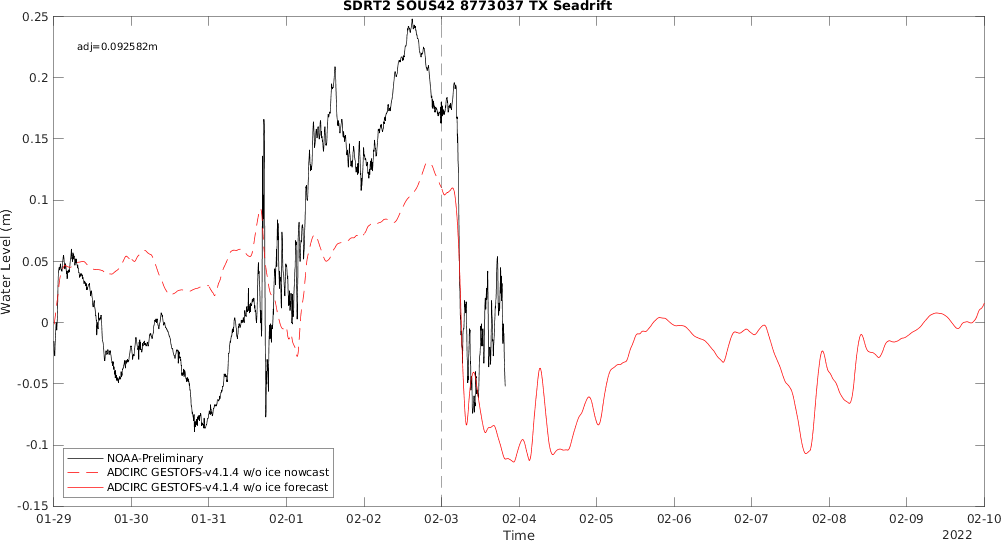 SDRT2 SOUS42 8773037 TX Seadrift
adj=0.092582m
0.25
0.2
0.15
0.1
0.05
0
-0.05
-0.1
-0.15
Water Level (m)
NOAA-Preliminary
ADCIRC GESTOFS-v4.1.4 w/o ice nowcast
ADCIRC GESTOFS-v4.1.4 w/o ice forecast
01-29 01-30 01-31 02-01 02-02 02-03 02-04 02-05 02-06 02-07 02-08 02-09 02-10
Time
2022